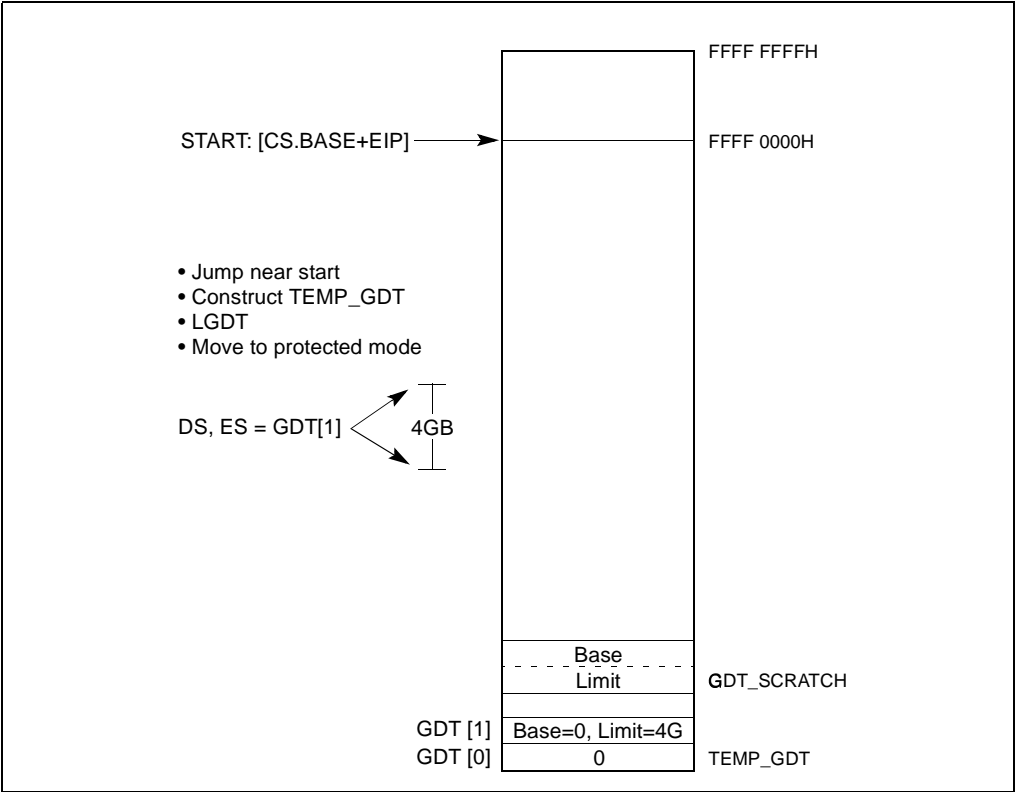 FFFF FFFFH
START: [CS.BASE+EIP]
FFFF 0000H
• Jump near start
• Construct TEMP_GDT
• LGDT
• Move to protected mode
DS, ES = GDT[1]
4GB
Base
Limit
GDT_SCRATCH
GDT [1]
Base=0, Limit=4G
GDT [0]
0
TEMP_GDT